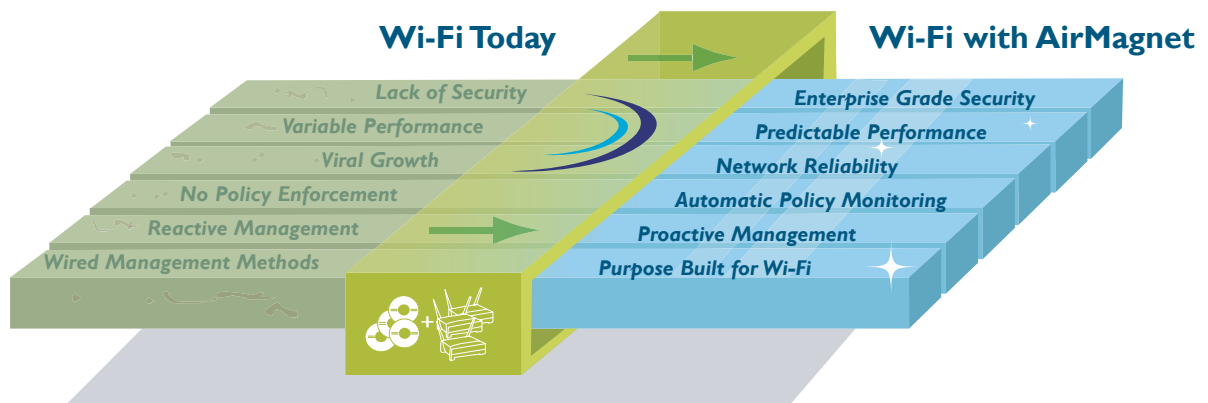 Wi-Fi Today
Wi-Fi with AirMagnet
Lack of Security
Variable Performance
Viral Growth
No Policy Enforcement
Reactive Management
Wired Management Methods
Enterprise Grade Security
Predictable Performance
Network Reliability
Automatic Policy Monitoring
Proactive Management
Purpose Built for Wi-Fi
+